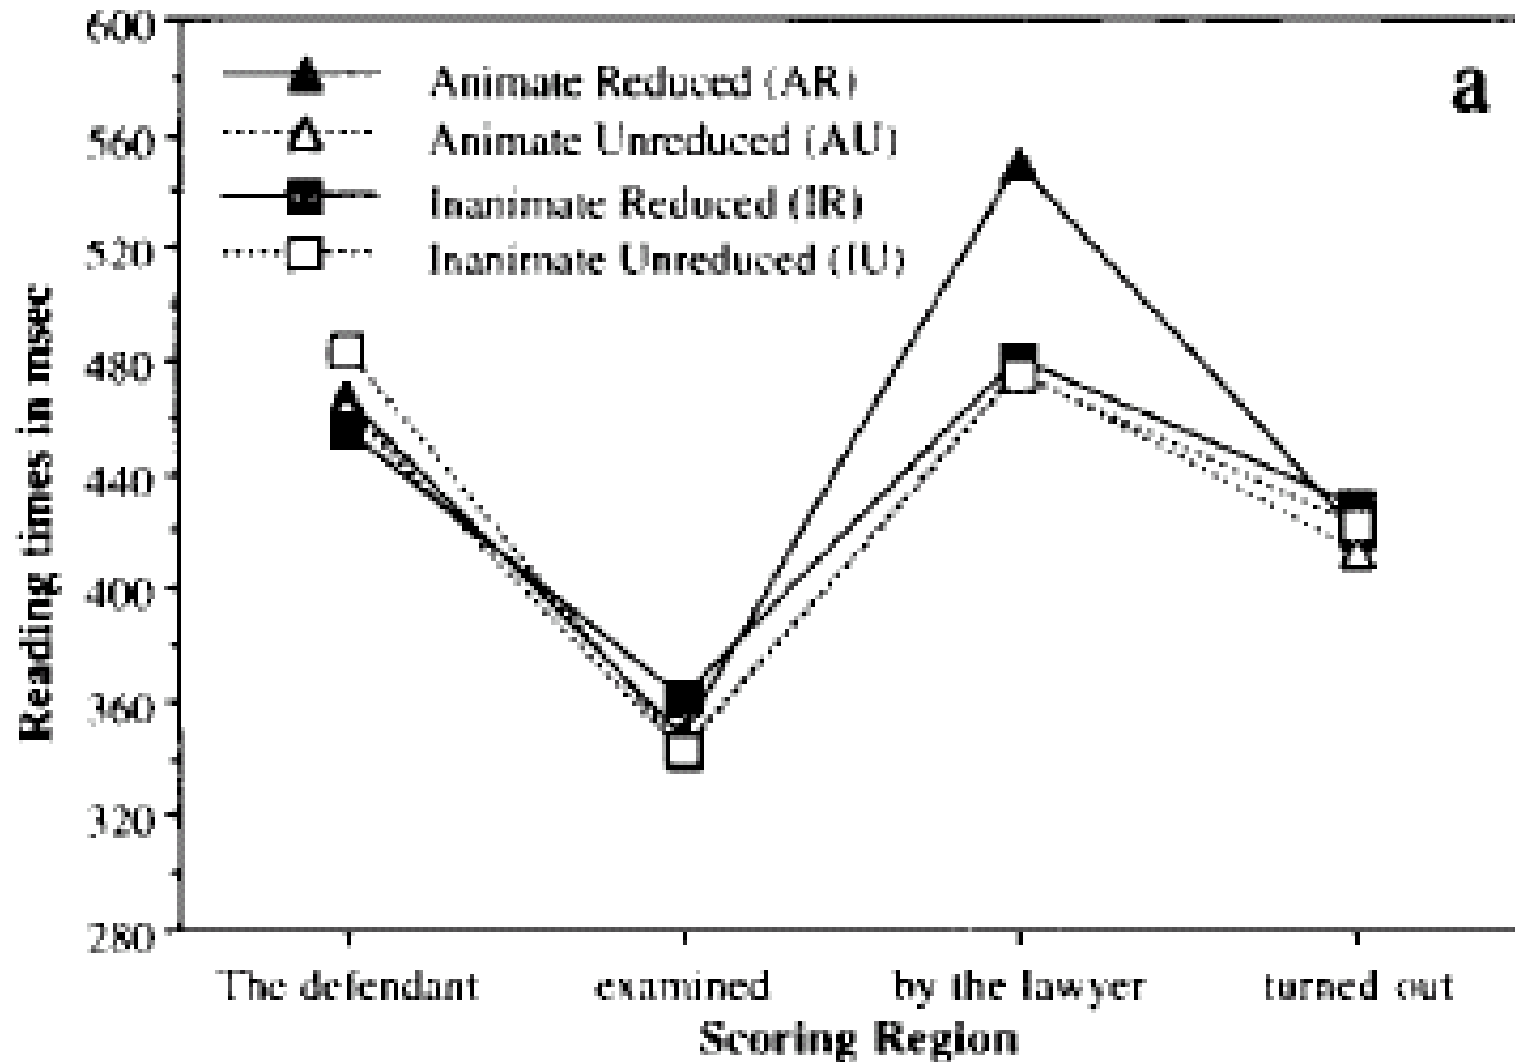 600
560
520
480
440
400
360
320
280
Reading times in msec
Animate Reduced (AR)
Animate Unreduced (AU)
Inanimate Reduced (IR)
Inanimate Unreduced (IU)
a
The defendant
examined
by the lawyer
turned out
Scoring Region